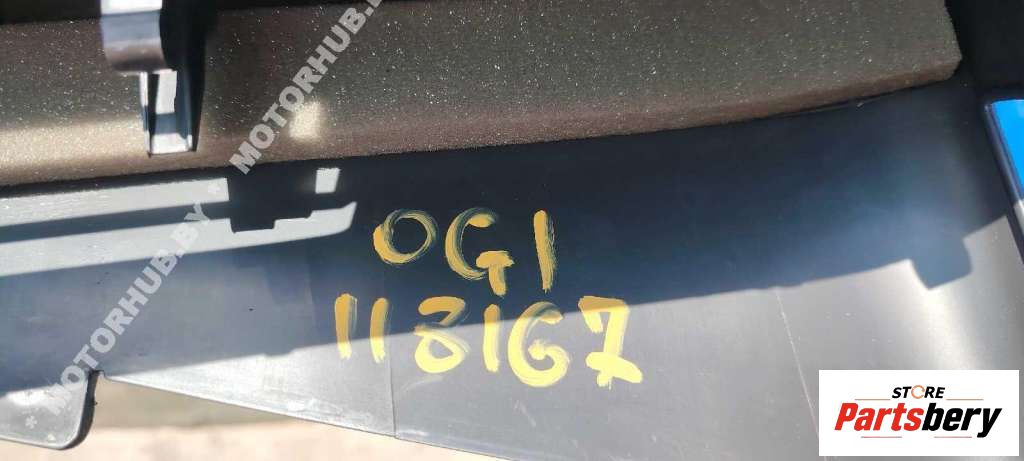 MOTORHUB.BY
MOTORHUB.BY
OG1
118167
STORE
Partsbery